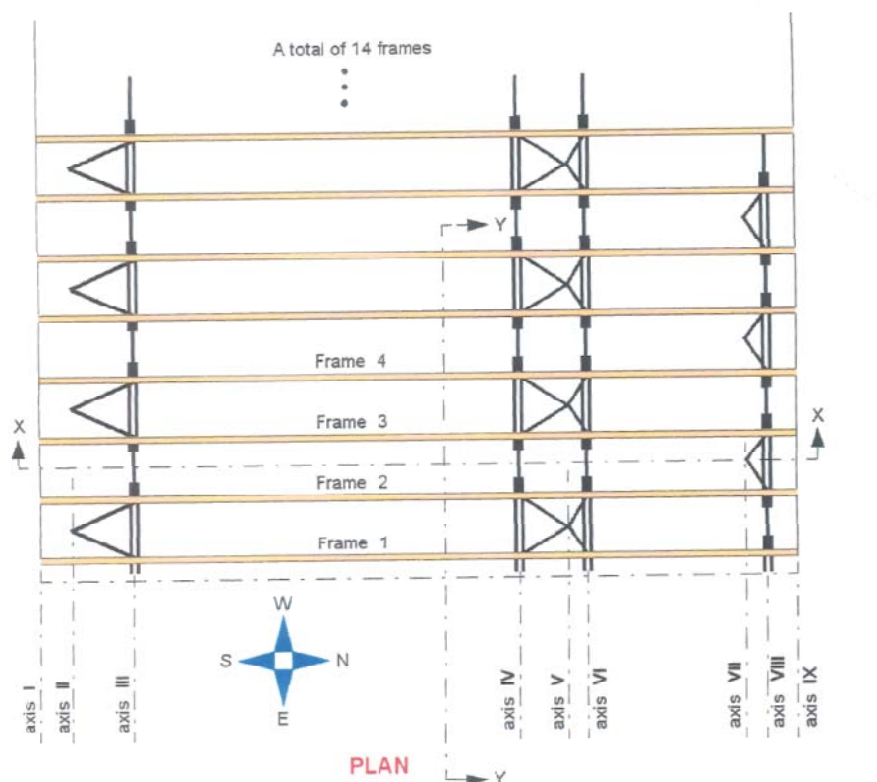 A total of 14 frames
Y
Frame 4
X
X
Frame 3
Frame 2
Frame 1
W
S
N
E
axis I
axis II
axis III
axis IV
axis V
axis VI
axis VII
axis VIII
axis IX
PLAN
Y